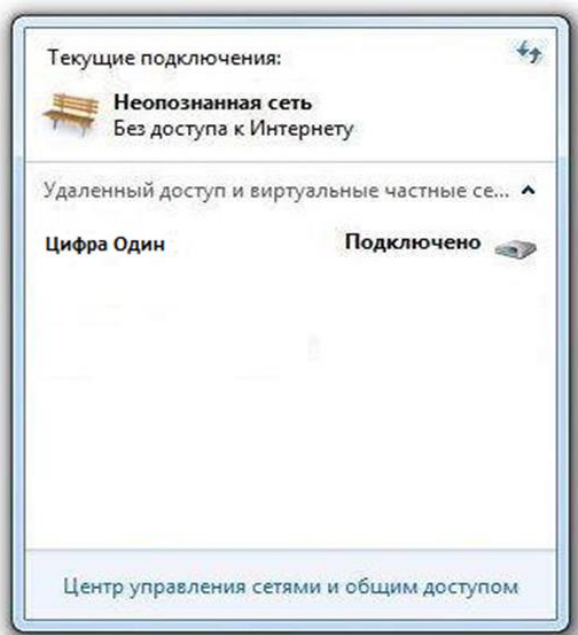 Текущие подключения:
Неопознанная сеть
Без доступа к Интернету
Удаленный доступ и виртуальные частные се...
Цифра Один Подключено
Центр управления сетями и общим доступом